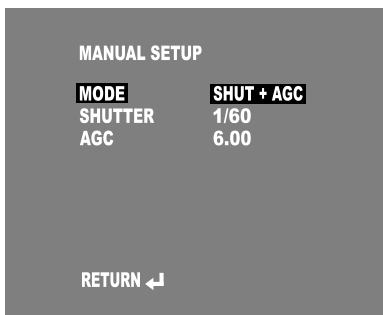 MANUAL SETUP
MODE SHUT + AGC
SHUTTER 1/60
AGC 6.00
RETURN ↵